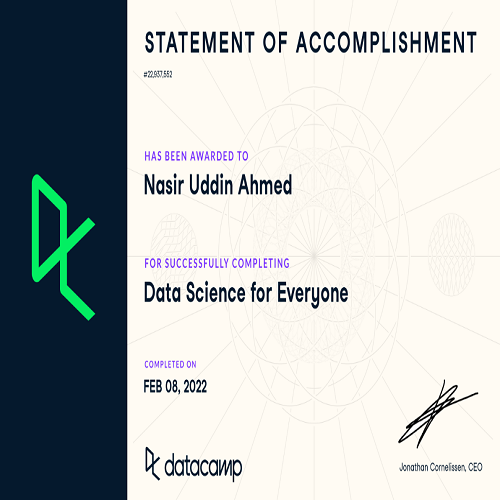 STATEMENT OF ACCOMPLISHMENT
#22,937,552
HAS BEEN AWARDED TO
Nasir Uddin Ahmed
FOR SUCCESSFULLY COMPLETING
Data Science for Everyone
COMPLETED ON
FEB 08, 2022
datacamp
Jonathan Cornelissen, CEO